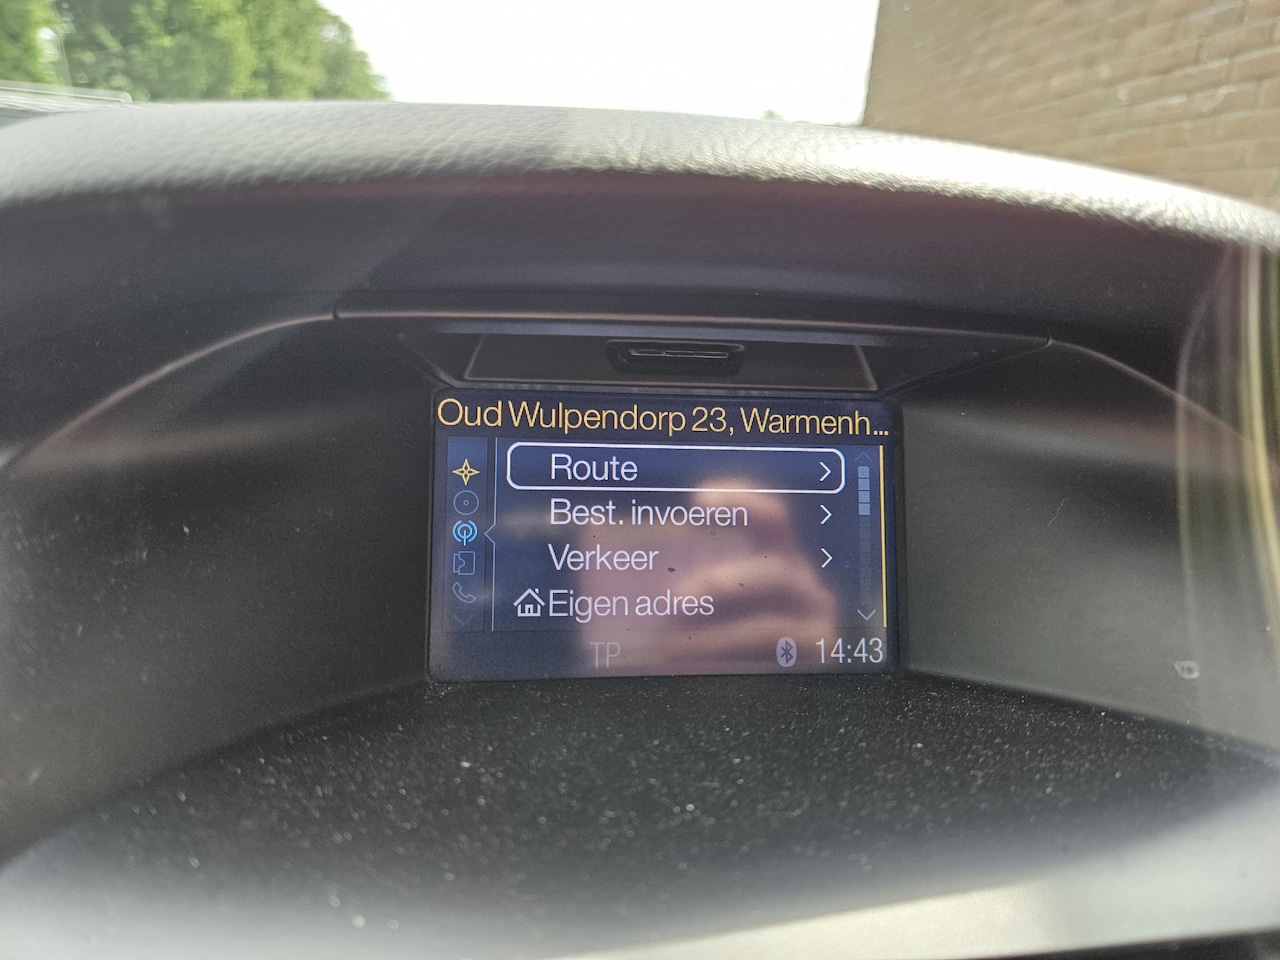 Oud Wulpendorp 23, Warmenh...
Route
Best. invoeren
Verkeer
Eigen adres
TP 14:43